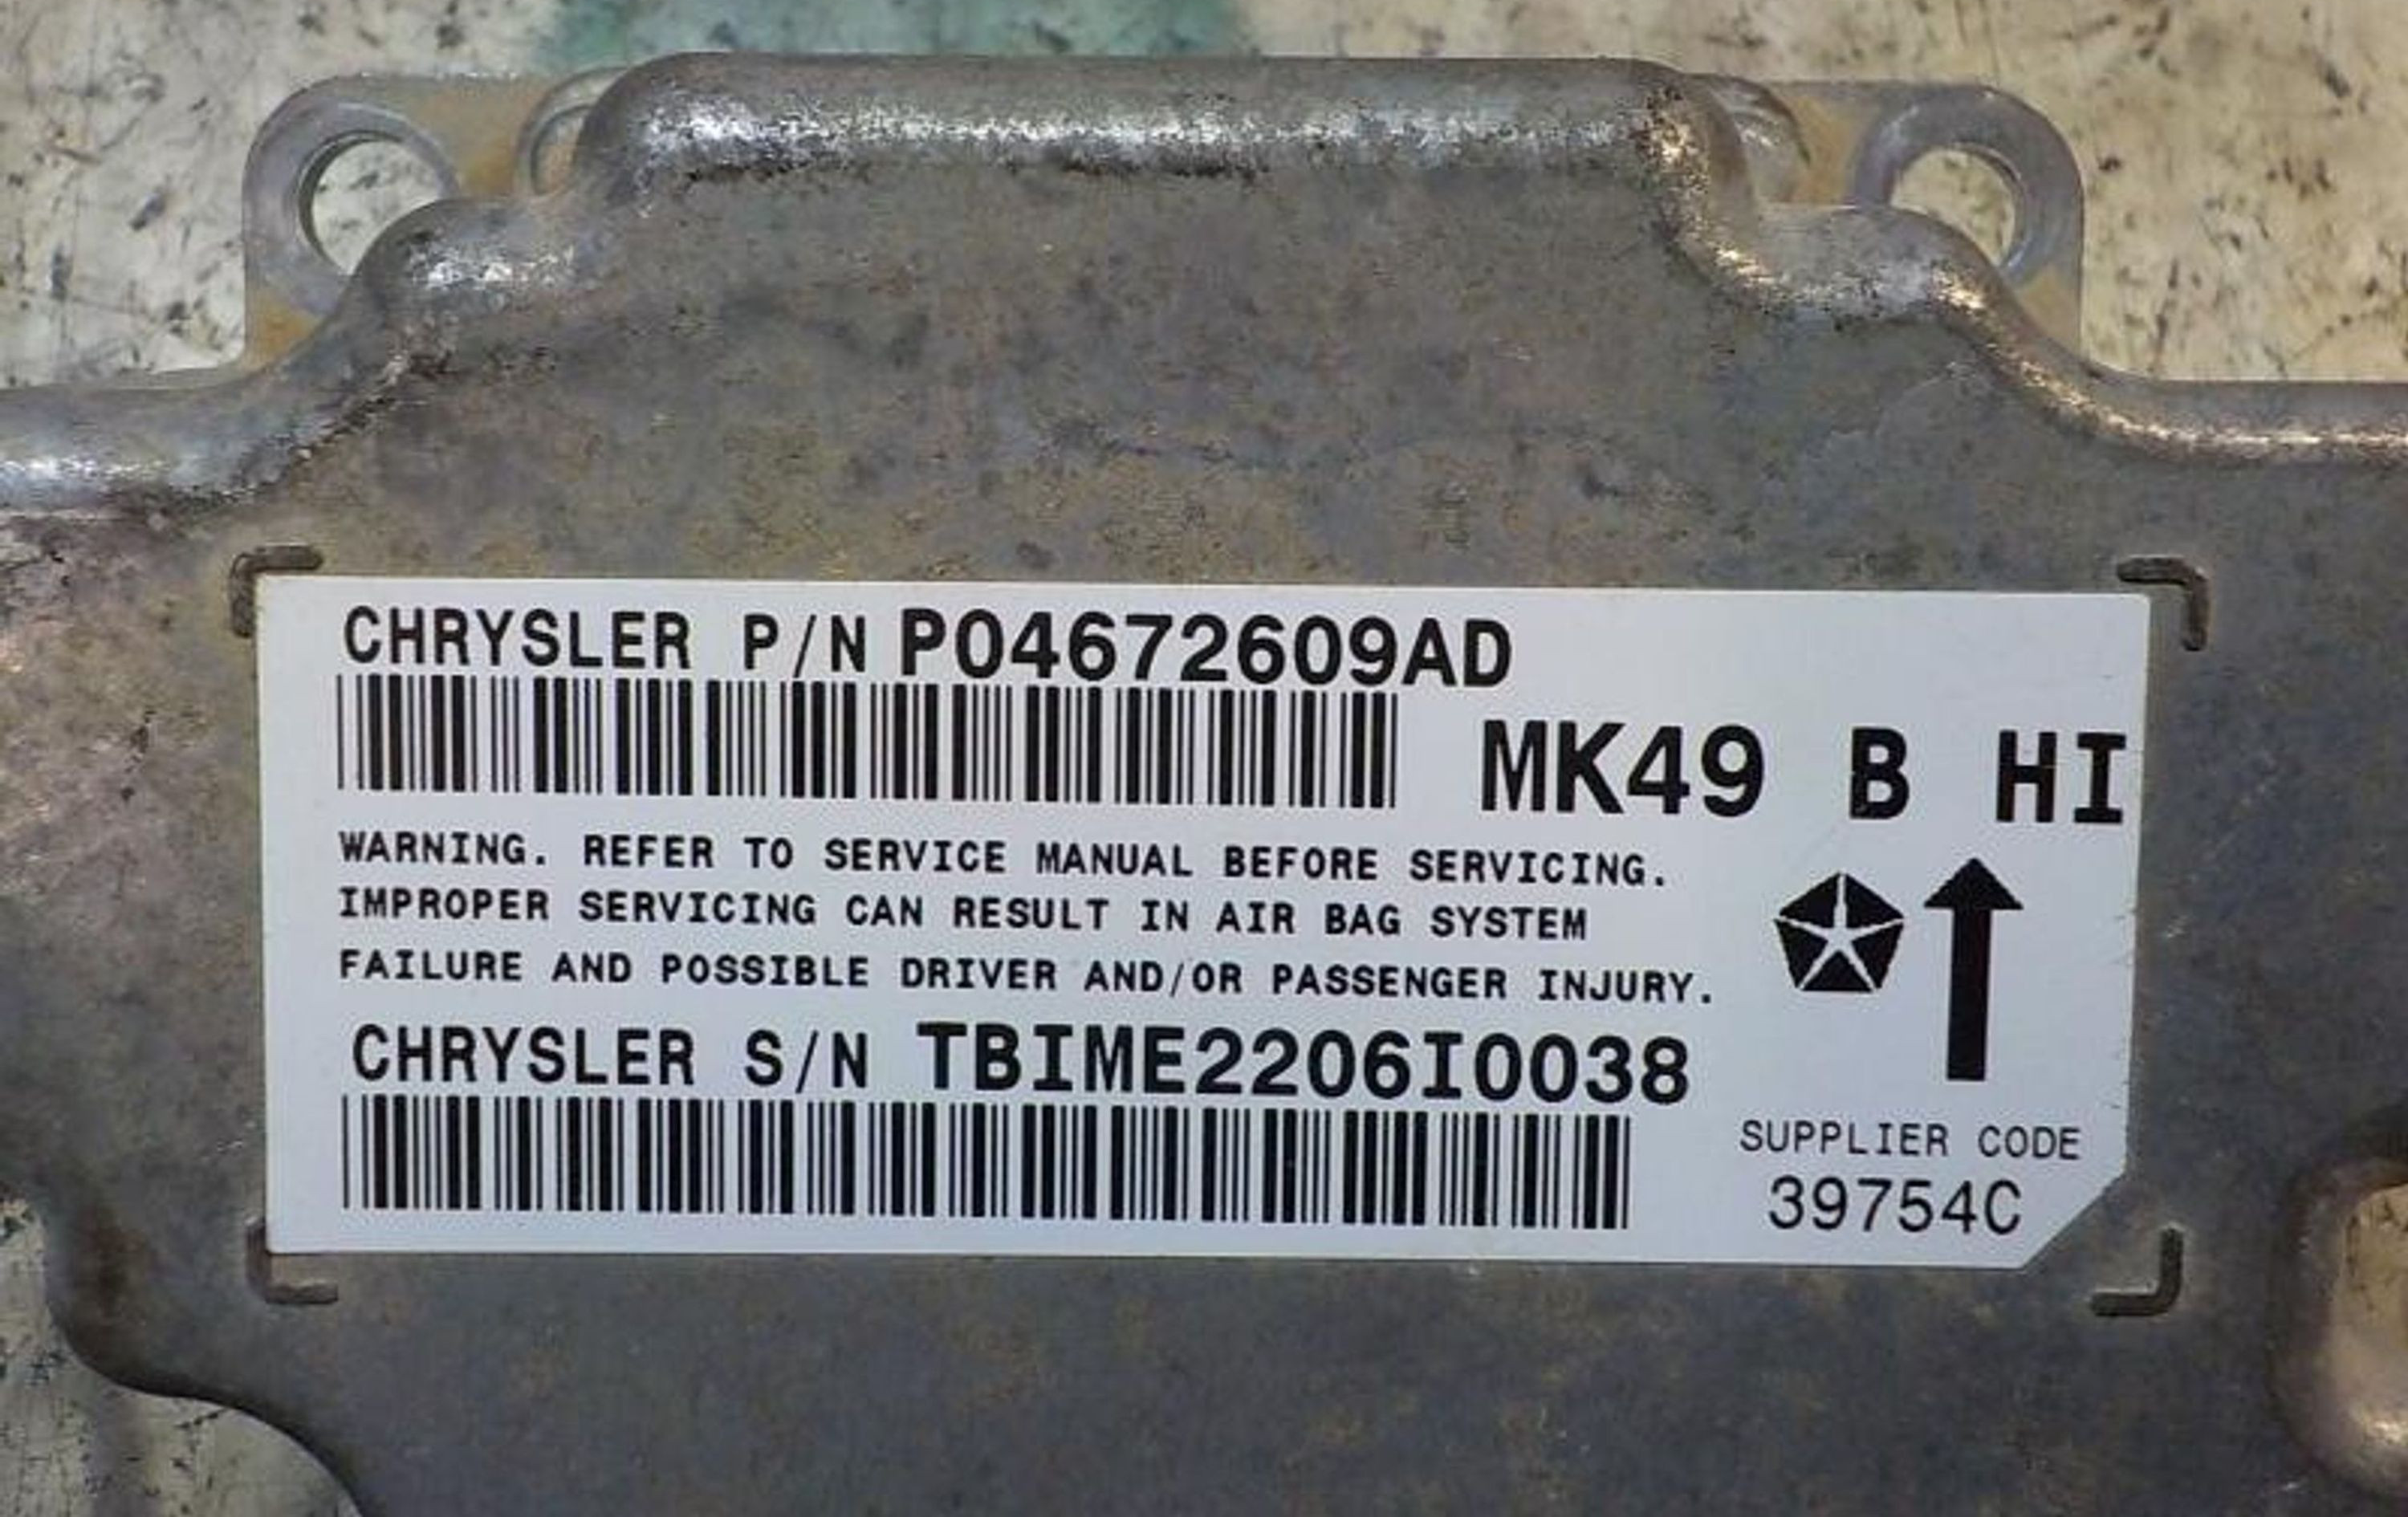 CHRYSLER P/N P04672609AD
MK49 B HI
WARNING. REFER TO SERVICE MANUAL BEFORE SERVICING.
IMPROPER SERVICING CAN RESULT IN AIR BAG SYSTEM
FAILURE AND POSSIBLE DRIVER AND/OR PASSENGER INJURY.
CHRYSLER S/N TBIME2206I0038
SUPPLIER CODE
39754C